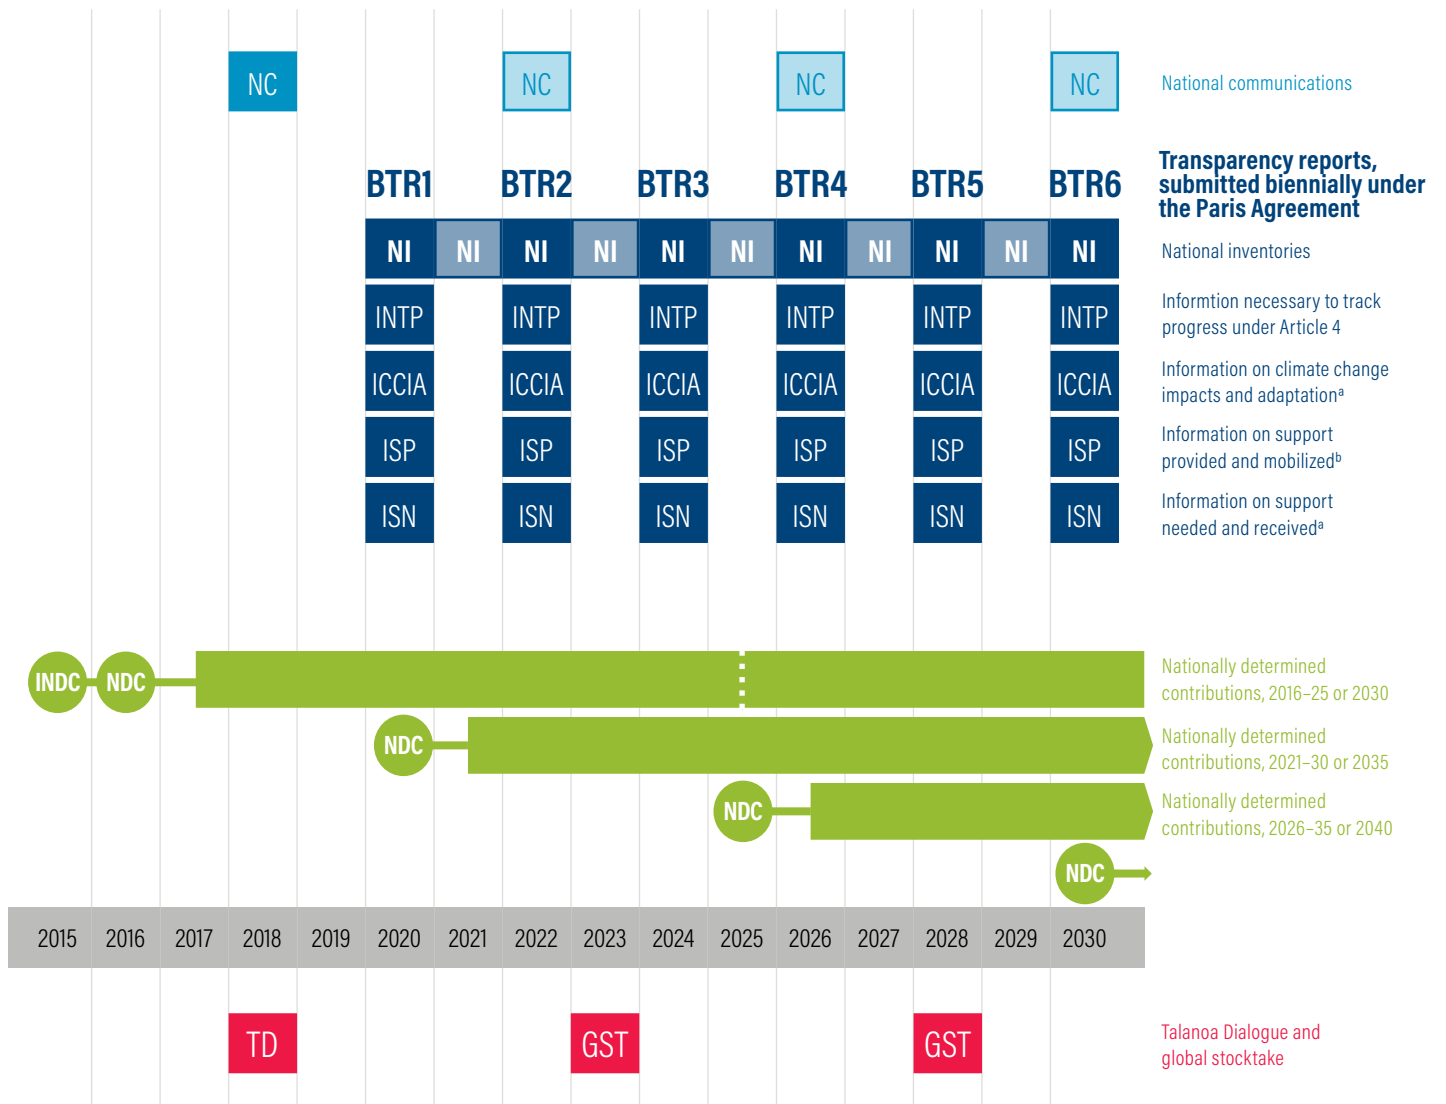 NC NC NC NC National communications
BTR1 BTR2 BTR3 BTR4 BTR5 BTR6
Transparency reports,
submitted biennially under
the Paris Agreement
NI NI NI NI NI NI NI NI NI NI NI National inventories
INTP INTP INTP INTP INTP INTP
Informtion necessary to track
progress under Article 4
ICCIA ICCIA ICCIA ICCIA ICCIA ICCIA
Information on climate change
impacts and adaptationᵃ
ISP ISP ISP ISP ISP ISP
Information on support
provided and mobilizedᵇ
ISN ISN ISN ISN ISN ISN
Information on support
needed and receivedᵃ
INDC NDC
Nationally determined
contributions, 2016–25 or 2030
NDC
Nationally determined
contributions, 2021–30 or 2035
NDC
Nationally determined
contributions, 2026–35 or 2040
NDC
2015 2016 2017 2018 2019 2020 2021 2022 2023 2024 2025 2026 2027 2028 2029 2030
TD GST GST
Talanoa Dialogue and
global stocktake